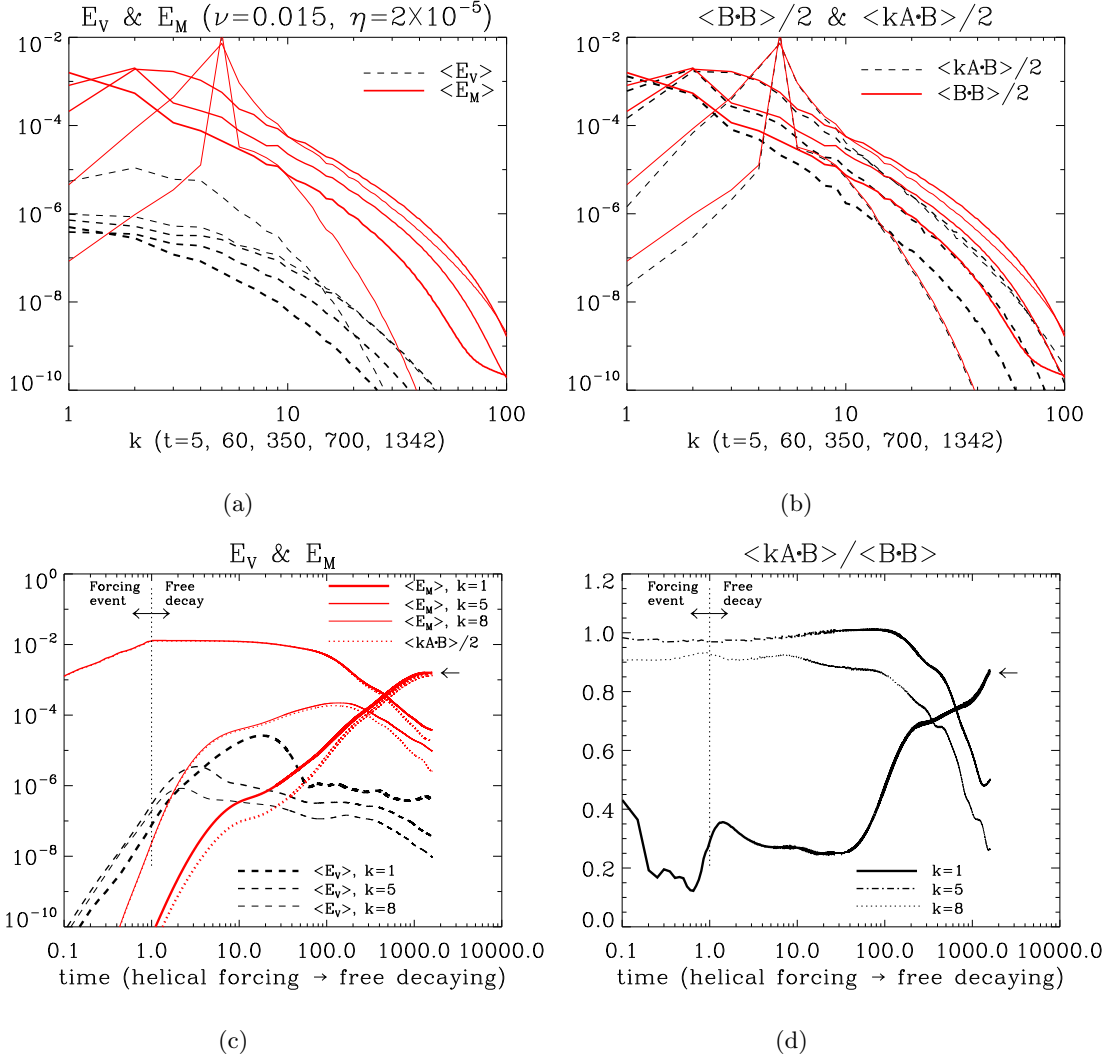 E_V & E_M (ν=0.015, η=2×10^-5)
10^-2
10^-4
10^-6
10^-8
10^-10
<E_V>
<E_M>
1
10
100
k (t=5, 60, 350, 700, 1342)
(a)
<B•B>/2 & <kA•B>/2
10^-2
10^-4
10^-6
10^-8
10^-10
<kA•B>/2
<B•B>/2
1
10
100
k (t=5, 60, 350, 700, 1342)
(b)
E_V & E_M
10^0
10^-2
10^-4
10^-6
10^-8
10^-10
Forcing event
Free decay
<E_M>, k=1
<E_M>, k=5
<E_M>, k=8
<kA•B>/2
<E_V>, k=1
<E_V>, k=5
<E_V>, k=8
0.1
1.0
10.0
100.0
1000.0
10000.0
time (helical forcing → free decaying)
(c)
<kA•B>/<B•B>
1.2
1.0
0.8
0.6
0.4
0.2
0.0
Forcing event
Free decay
k=1
k=5
k=8
0.1
1.0
10.0
100.0
1000.0
10000.0
time (helical forcing → free decaying)
(d)